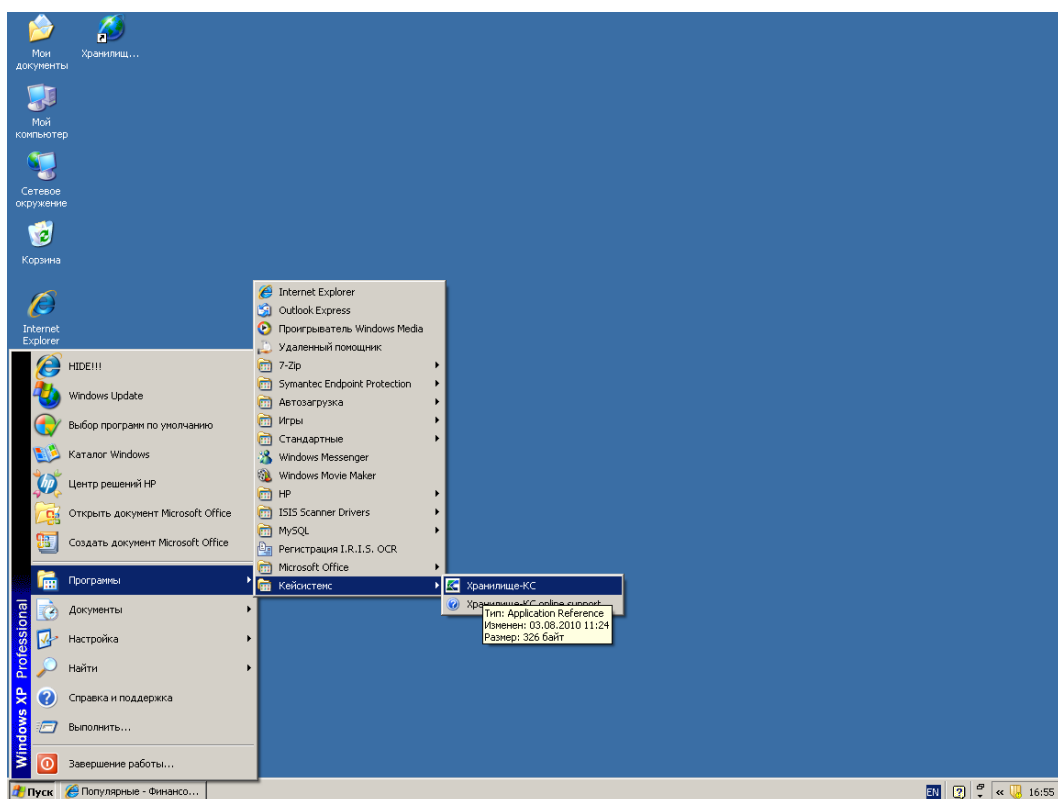 Мои
документы
Хранилищ...
Мой
компьютер
Сетевое
окружение
Корзина
Internet
Explorer
HIDE!!!
Windows Update
Выбор программ по умолчанию
Каталог Windows
Центр решений HP
Открыть документ Microsoft Office
Создать документ Microsoft Office
Программы
Документы
Настройка
Найти
Справка и поддержка
Выполнить...
Завершение работы...
Windows XP Professional
Internet Explorer
Outlook Express
Проигрыватель Windows Media
Удаленный помощник
7-Zip
Symantec Endpoint Protection
Автозагрузка
Игры
Стандартные
Windows Messenger
Windows Movie Maker
HP
ISIS Scanner Drivers
MySQL
Регистрация I.R.I.S. OCR
Microsoft Office
Кейсистемс
Хранилище-КС
Хранилище-КС online support
Тип: Application Reference
Изменен: 03.08.2010 11:24
Размер: 326 байт
Пуск
Популярные - Финансо...
EN
«
16:55